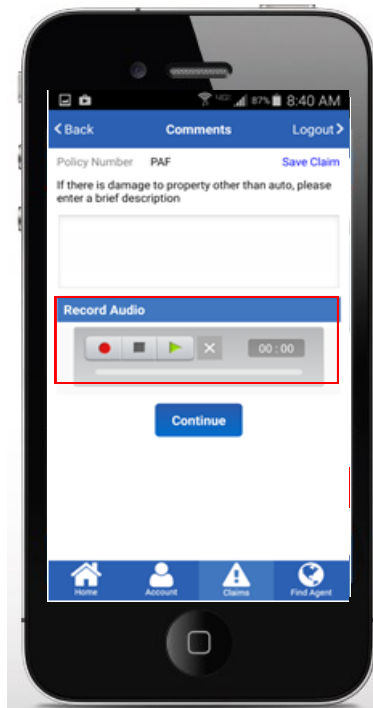 87% 8:40 AM
Back Comments Logout
Policy Number PAF Save Claim
If there is damage to property other than auto, please
enter a brief description
Record Audio
00:00
Continue
Home Account Claims Find Agent